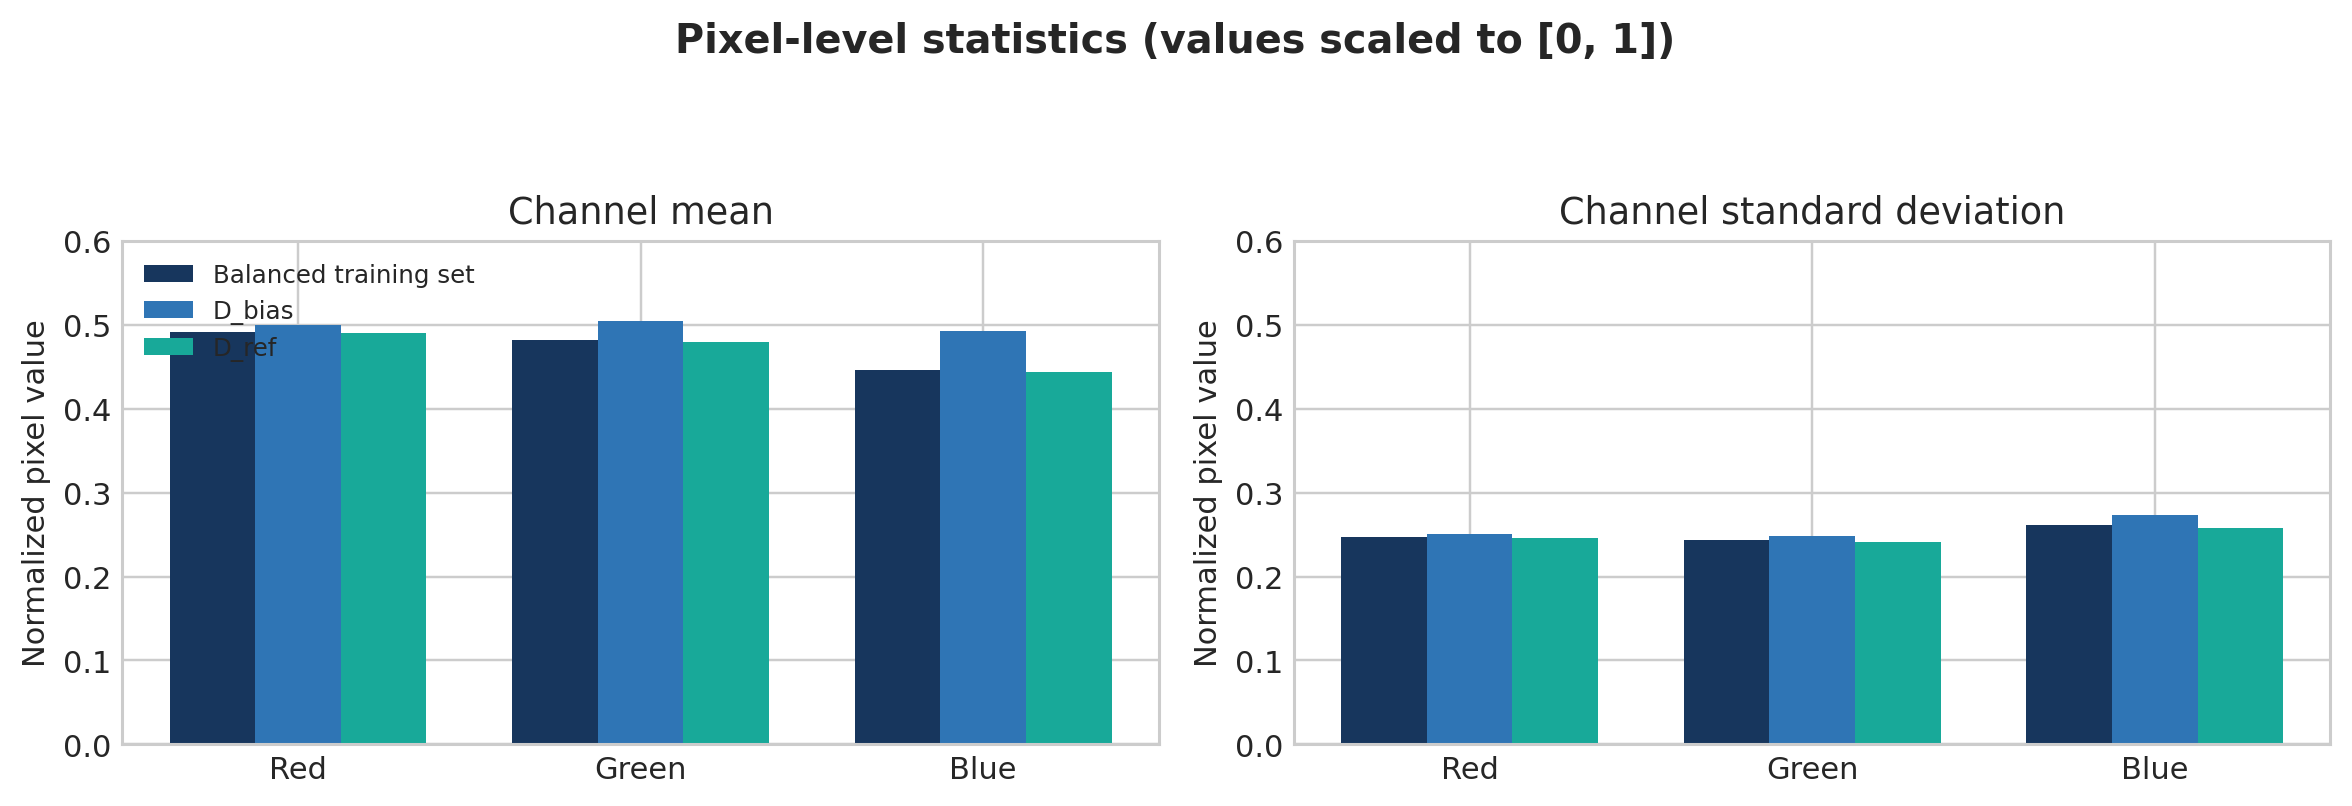 Pixel-level statistics (values scaled to [0, 1])
Channel mean
Normalized pixel value
0.6
0.5
0.4
0.3
0.2
0.1
0.0
Balanced training set
D_bias
D_ref
Red
Green
Blue
Channel standard deviation
Normalized pixel value
0.6
0.5
0.4
0.3
0.2
0.1
0.0
Red
Green
Blue